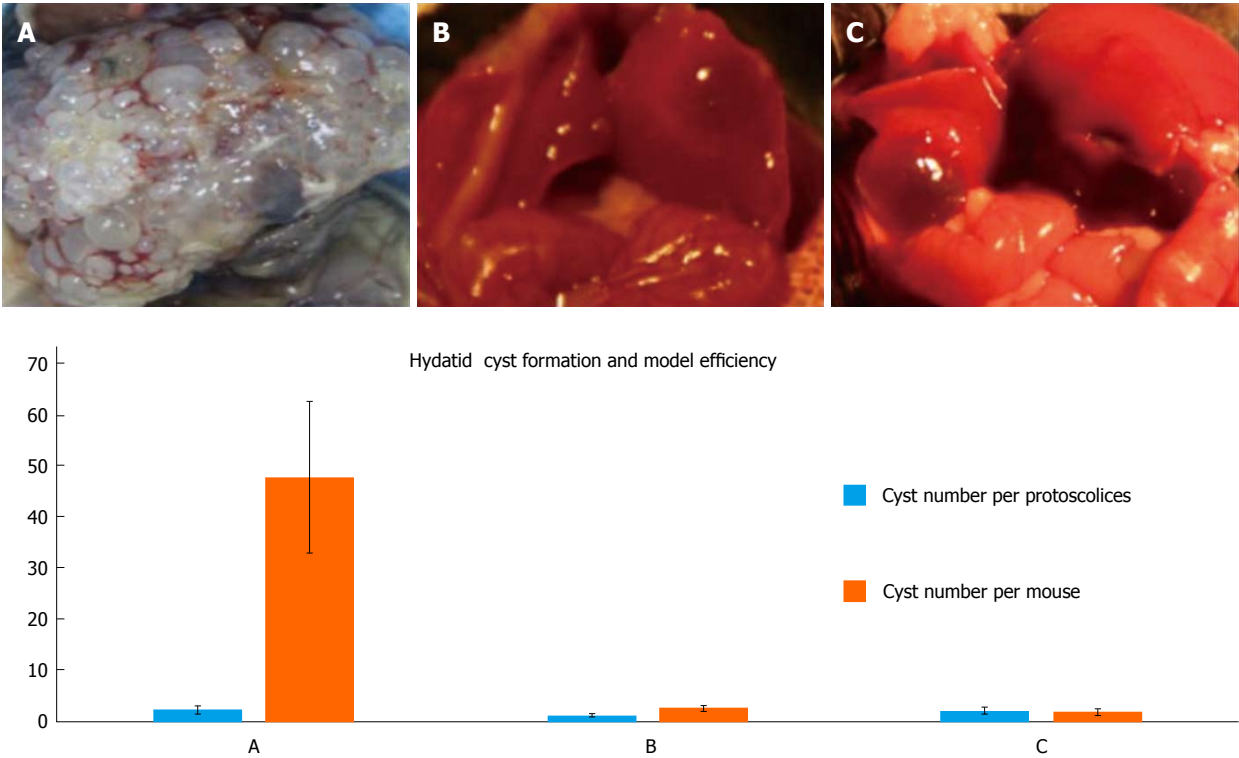 A
B
C
Hydatid cyst formation and model efficiency
70
60
50
40
30
20
10
0
Cyst number per protoscolices
Cyst number per mouse
A
B
C